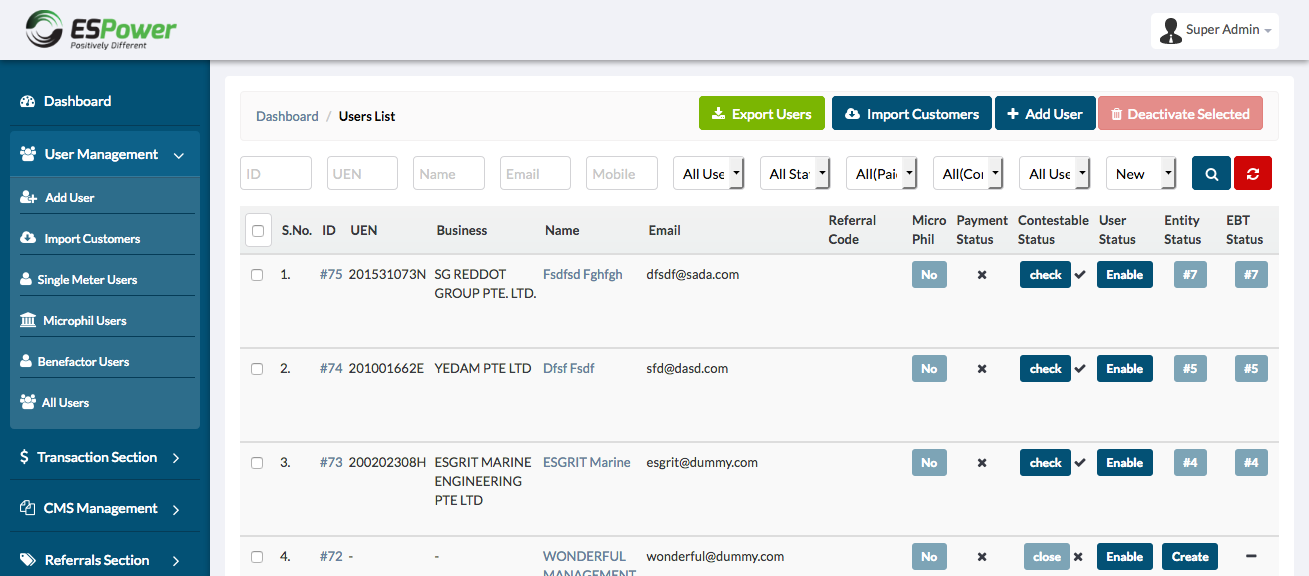 ESPower
Positively Different
Super Admin
Dashboard
User Management
Add User
Import Customers
Single Meter Users
Microphil Users
Benefactor Users
All Users
Transaction Section
CMS Management
Referrals Section
Dashboard / Users List
Export Users
Import Customers
Add User
Deactivate Selected
ID UEN Name Email Mobile All Use All Sta All(Pai All(Co All Use New
S.No. ID UEN Business Name Email Referral Code Micro Phil Payment Status Contestable Status User Status Entity Status EBT Status
1. #75 201531073N SG REDDOT Fsdfsd Fghfgh dfsdf@sada.com No check Enable #7 #7
GROUP PTE. LTD.
2. #74 201001662E YEDAM PTE LTD Dfsf Fsdf sfd@dasd.com No check Enable #5 #5
3. #73 200202308H ESGRIT MARINE ESGRIT Marine esgrit@dummy.com No check Enable #4 #4
ENGINEERING
PTE LTD
4. #72 - - WONDERFUL wonderful@dummy.com No close Enable Create –
MANAGEMENT